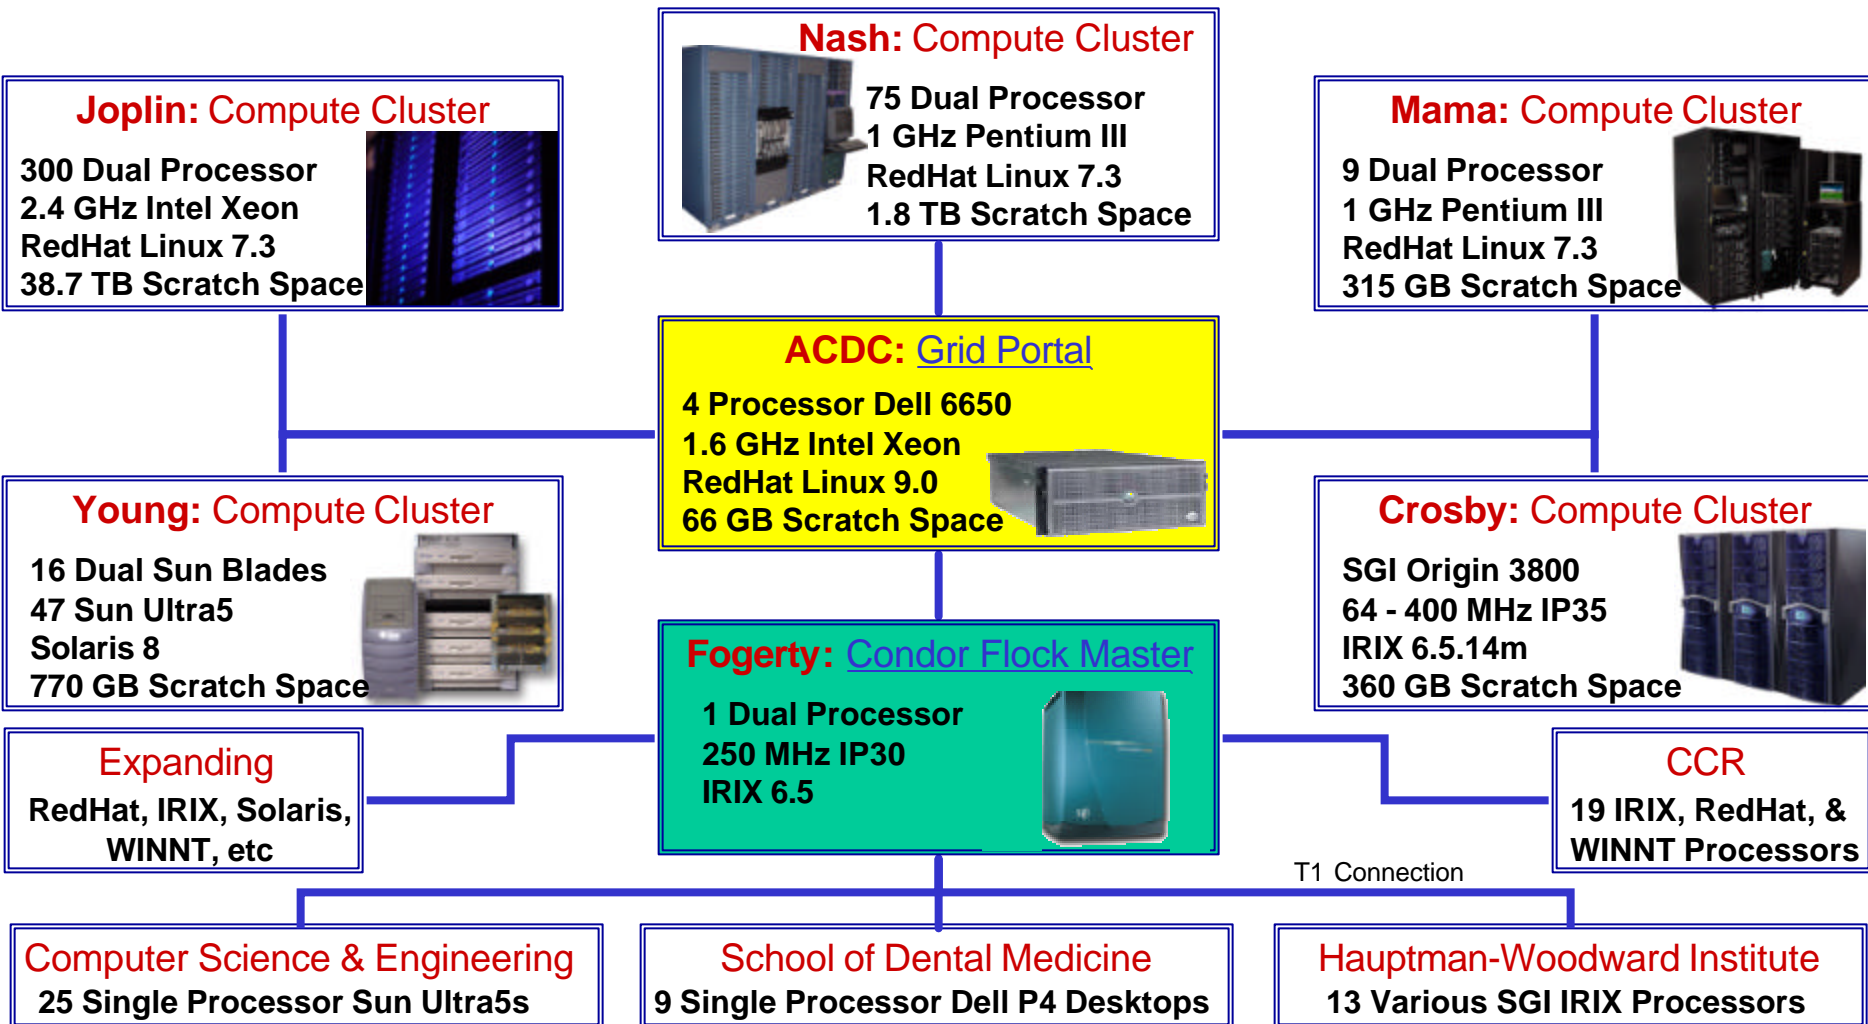 Nash: Compute Cluster
75 Dual Processor
1 GHz Pentium III
RedHat Linux 7.3
1.8 TB Scratch Space
Joplin: Compute Cluster
300 Dual Processor
2.4 GHz Intel Xeon
RedHat Linux 7.3
38.7 TB Scratch Space
Mama: Compute Cluster
9 Dual Processor
1 GHz Pentium III
RedHat Linux 7.3
315 GB Scratch Space
ACDC: Grid Portal
4 Processor Dell 6650
1.6 GHz Intel Xeon
RedHat Linux 9.0
66 GB Scratch Space
Young: Compute Cluster
16 Dual Sun Blades
47 Sun Ultra5
Solaris 8
770 GB Scratch Space
Crosby: Compute Cluster
SGI Origin 3800
64 - 400 MHz IP35
IRIX 6.5.14m
360 GB Scratch Space
Fogerty: Condor Flock Master
1 Dual Processor
250 MHz IP30
IRIX 6.5
Expanding
RedHat, IRIX, Solaris,
WINNT, etc
CCR
19 IRIX, RedHat, &
WINNT Processors
T1 Connection
Computer Science & Engineering
25 Single Processor Sun Ultra5s
School of Dental Medicine
9 Single Processor Dell P4 Desktops
Hauptman-Woodward Institute
13 Various SGI IRIX Processors